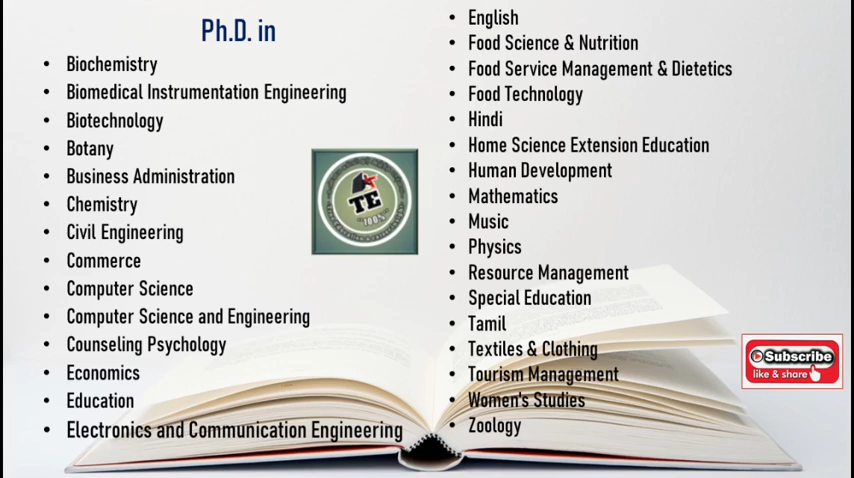 Ph.D. in
• Biochemistry
• Biomedical Instrumentation Engineering
• Biotechnology
• Botany
• Business Administration
• Chemistry
• Civil Engineering
• Commerce
• Computer Science
• Computer Science and Engineering
• Counseling Psychology
• Economics
• Education
• Electronics and Communication Engineering
• English
• Food Science & Nutrition
• Food Service Management & Dietetics
• Food Technology
• Hindi
• Home Science Extension Education
• Human Development
• Mathematics
• Music
• Physics
• Resource Management
• Special Education
• Tamil
• Textiles & Clothing
• Tourism Management
• Women's Studies
• Zoology
TE
100%
Subscribe
like & share